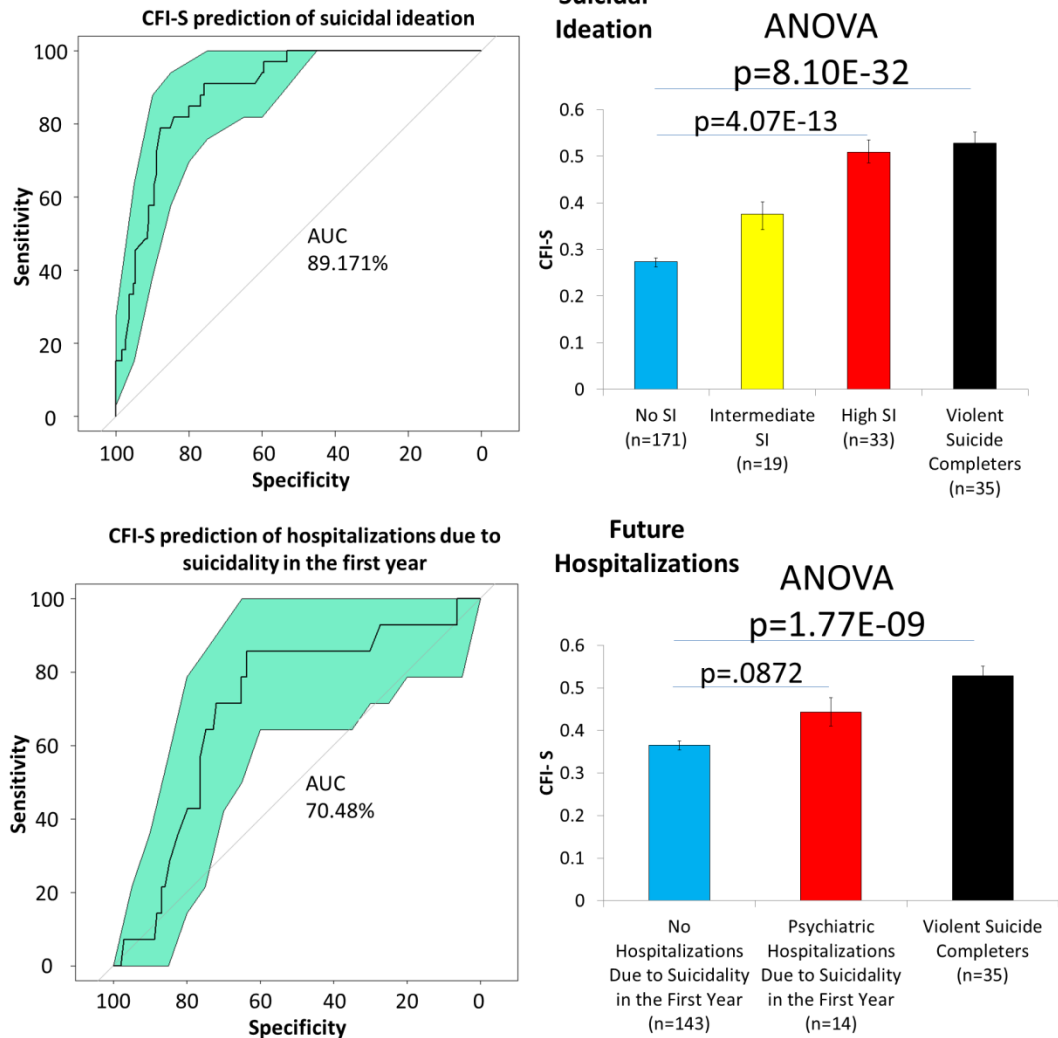 CFI-S prediction of suicidal ideation
100
80
60
40
20
0
Sensitivity
AUC
89.171%
100 80 60 40 20 0
Specificity
Ideation
ANOVA
p=8.10E-32
p=4.07E-13
0.6
0.5
0.4
0.3
0.2
0.1
0
CFI-S
No SI
(n=171)
Intermediate
SI
(n=19)
High SI
(n=33)
Violent
Suicide
Completers
(n=35)
CFI-S prediction of hospitalizations due to
suicidality in the first year
100
80
60
40
20
0
Sensitivity
AUC
70.48%
100 80 60 40 20 0
Specificity
Future
Hospitalizations
ANOVA
p=1.77E-09
p=.0872
0.6
0.5
0.4
0.3
0.2
0.1
0
CFI- S
No
Hospitalizations
Due to Suicidality
in the First Year
(n=143)
Psychiatric
Hospitalizations
Due to Suicidality
in the First Year
(n=14)
Violent Suicide
Completers
(n=35)